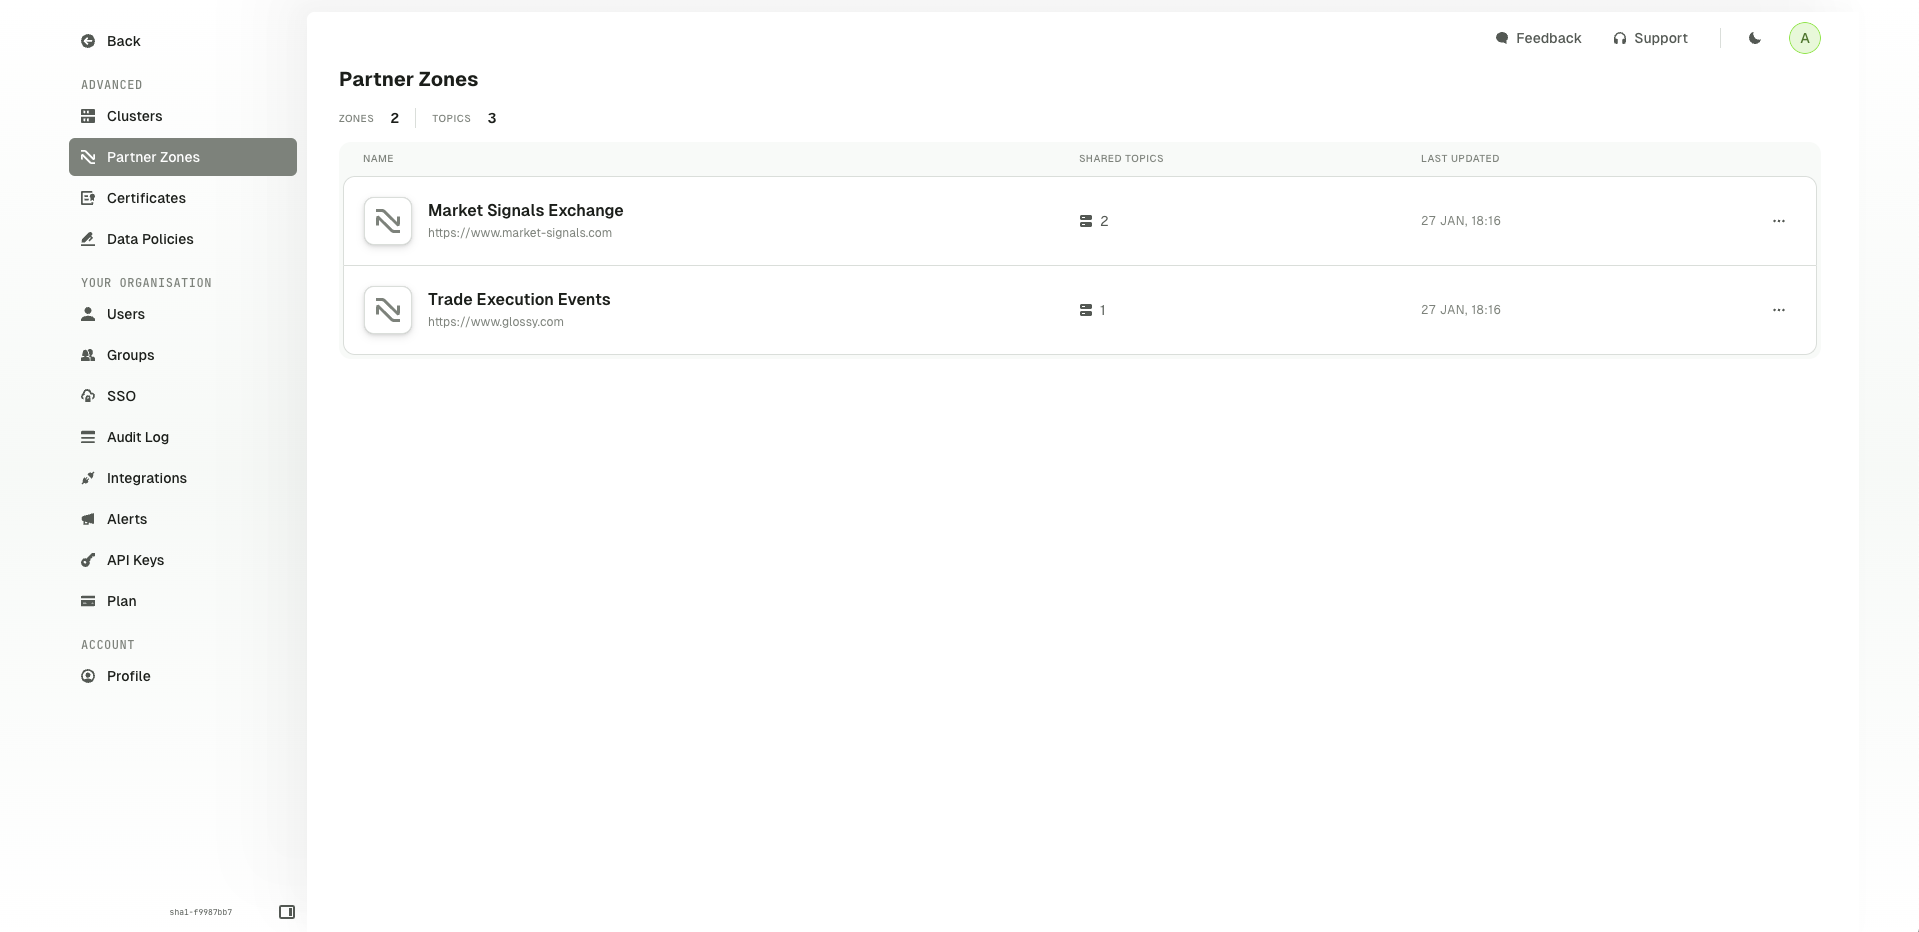 Back
ADVANCED
Clusters
Partner Zones
Certificates
Data Policies
YOUR ORGANISATION
Users
Groups
SSO
Audit Log
Integrations
Alerts
API Keys
Plan
ACCOUNT
Profile
sha1-f9987bb7
Feedback Support A
Partner Zones
ZONES 2 TOPICS 3
NAME SHARED TOPICS LAST UPDATED
Market Signals Exchange
https://www.market-signals.com
2 27 JAN, 18:16
Trade Execution Events
https://www.glossy.com
1 27 JAN, 18:16